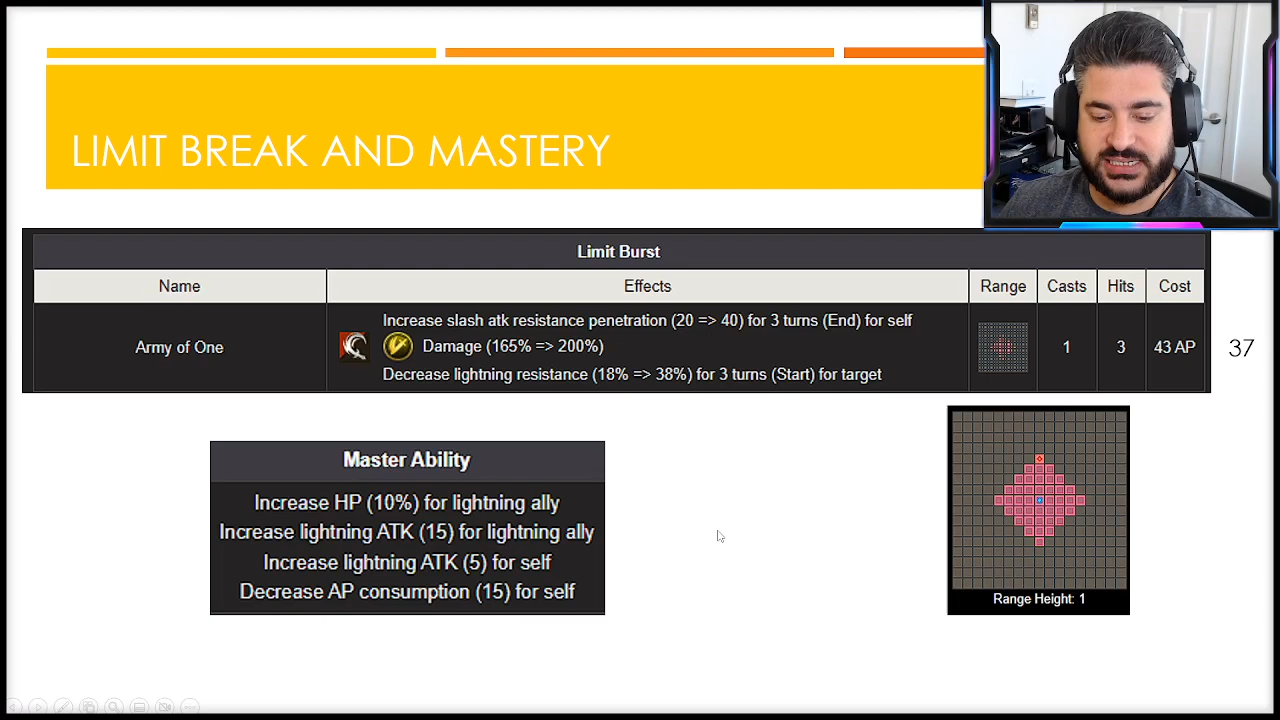 LIMIT BREAK AND MASTERY
Limit Burst
Name Effects Range Casts Hits Cost
Increase slash atk resistance penetration (20 => 40) for 3 turns (End) for self
Army of One Damage (165% => 200%) 1 3 43 AP 37
Decrease lightning resistance (18% => 38%) for 3 turns (Start) for target
Master Ability
Increase HP (10%) for lightning ally
Increase lightning ATK (15) for lightning ally
Increase lightning ATK (5) for self
Decrease AP consumption (15) for self
Range Height: 1